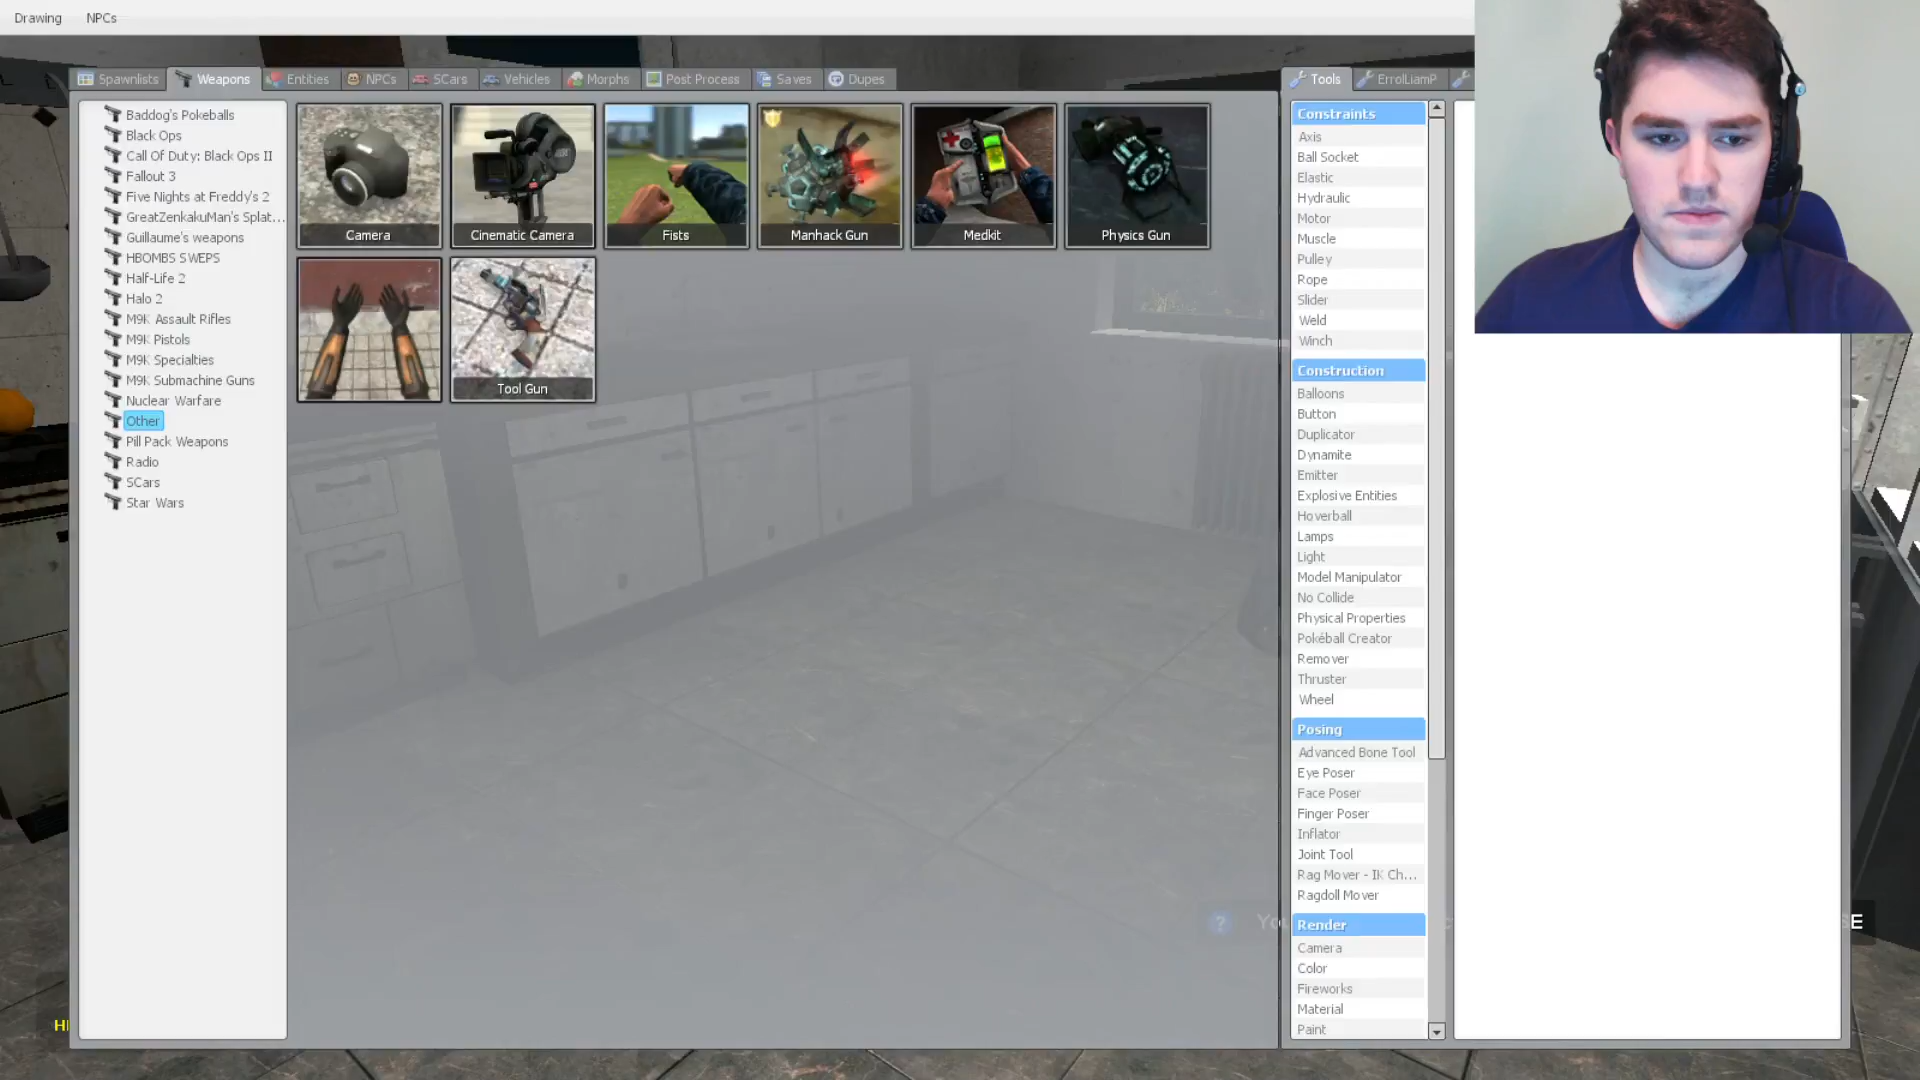 Drawing NPCs
Spawnlists Weapons Entities NPCs SCars Vehicles Morphs Post Process Saves Dupes
Tools ErrolLiamP
Baddog's Pokeballs
Black Ops
Call Of Duty: Black Ops II
Fallout 3
Five Nights at Freddy's 2
GreatZenkakuMan's Splat...
Guillaume's weapons
HBOMBS SWEPS
Half-Life 2
Halo 2
M9K Assault Rifles
M9K Pistols
M9K Specialties
M9K Submachine Guns
Nuclear Warfare
Other
Pill Pack Weapons
Radio
SCars
Star Wars
Camera
Cinematic Camera
Fists
Manhack Gun
Medkit
Physics Gun
Tool Gun
Constraints
Axis
Ball Socket
Elastic
Hydraulic
Motor
Muscle
Pulley
Rope
Slider
Weld
Winch
Construction
Balloons
Button
Duplicator
Dynamite
Emitter
Explosive Entities
Hoverball
Lamps
Light
Model Manipulator
No Collide
Physical Properties
Pokéball Creator
Remover
Thruster
Wheel
Posing
Advanced Bone Tool
Eye Poser
Face Poser
Finger Poser
Inflator
Joint Tool
Rag Mover - IK Ch...
Ragdoll Mover
Render
Camera
Color
Fireworks
Material
Paint